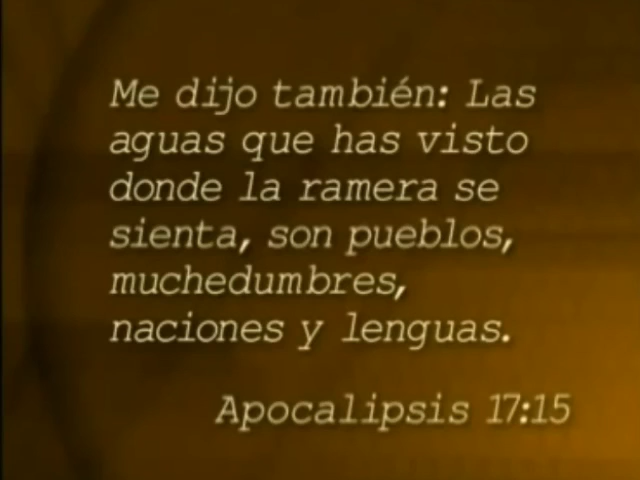 Me dijo también: Las
aguas que has visto
donde la ramera se
sienta, son pueblos,
muchedumbres,
naciones y lenguas.
Apocalipsis 17:15